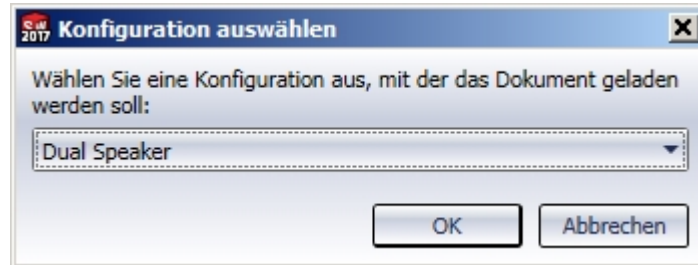 SW
2017
Konfiguration auswählen
Wählen Sie eine Konfiguration aus, mit der das Dokument geladen
werden soll:
Dual Speaker
OK
Abbrechen